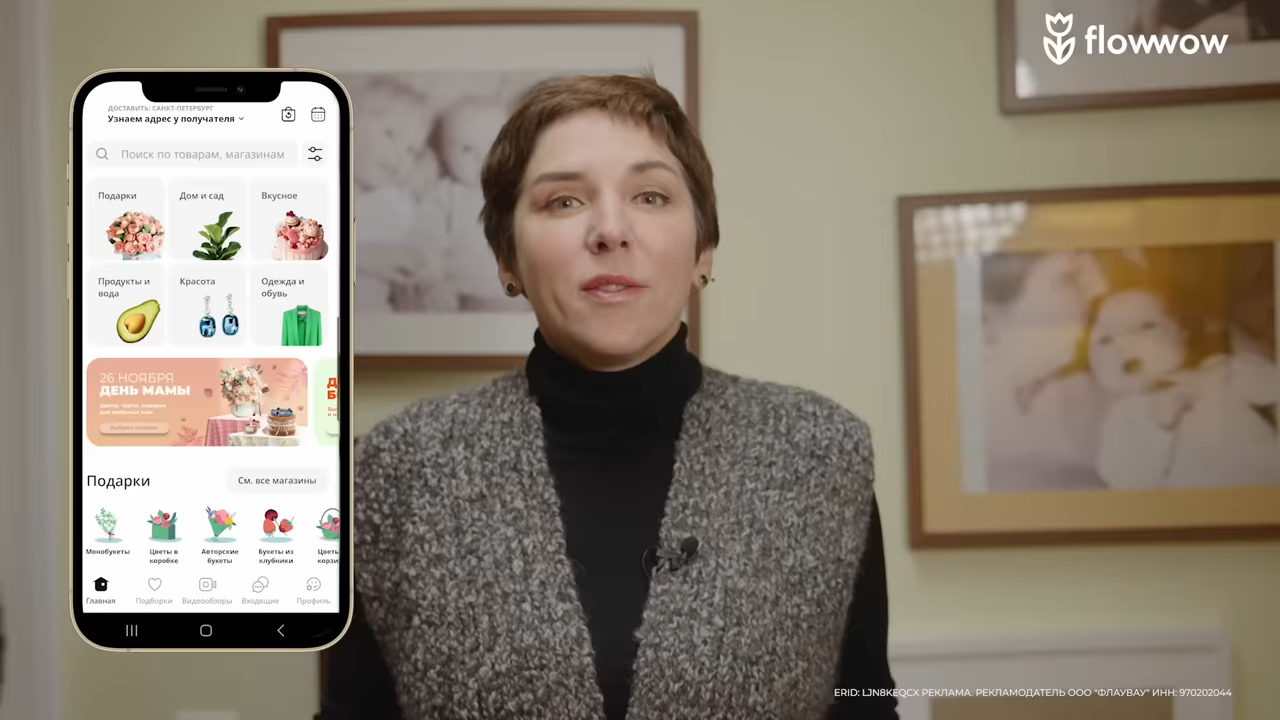 flowwow
ДОСТАВИТЬ: САНКТ-ПЕТЕРБУРГ
Узнаем адрес у получателя
Поиск по товарам, магазинам
Подарки
Дом и сад
Вкусное
Продукты и
вода
Красота
Одежда и
обувь
26 НОЯБРЯ
ДЕНЬ МАМЫ
Подарки
См. все магазины
Монобукеты
Цветы в
коробке
Авторские
букеты
Букеты из
клубники
Главная
Подборки
Видеообзоры
Входящие
Профиль
ERID: LJN8KEQCX РЕКЛАМА. РЕКЛАМОДАТЕЛЬ ООО "ФЛАУВАУ" ИНН: 970202044